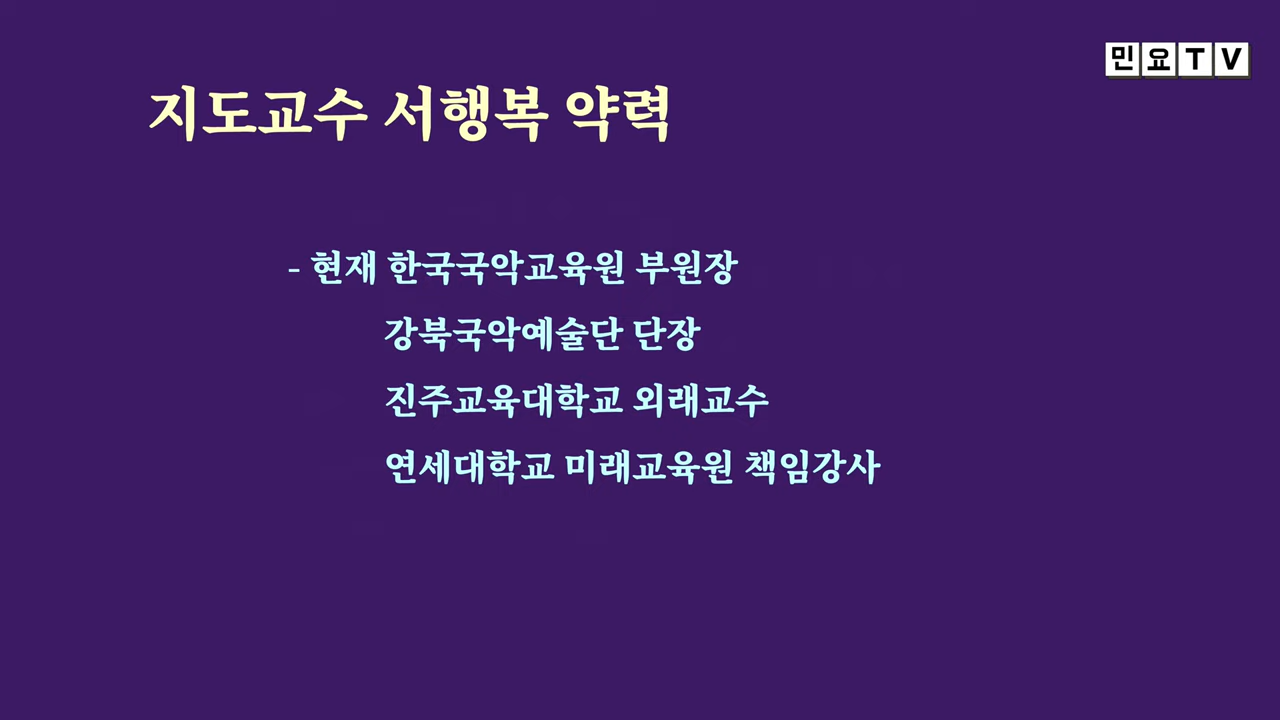 민요TV
지도교수 서행복 약력
- 현재 한국국악교육원 부원장
강북국악예술단 단장
진주교육대학교 외래교수
연세대학교 미래교육원 책임강사